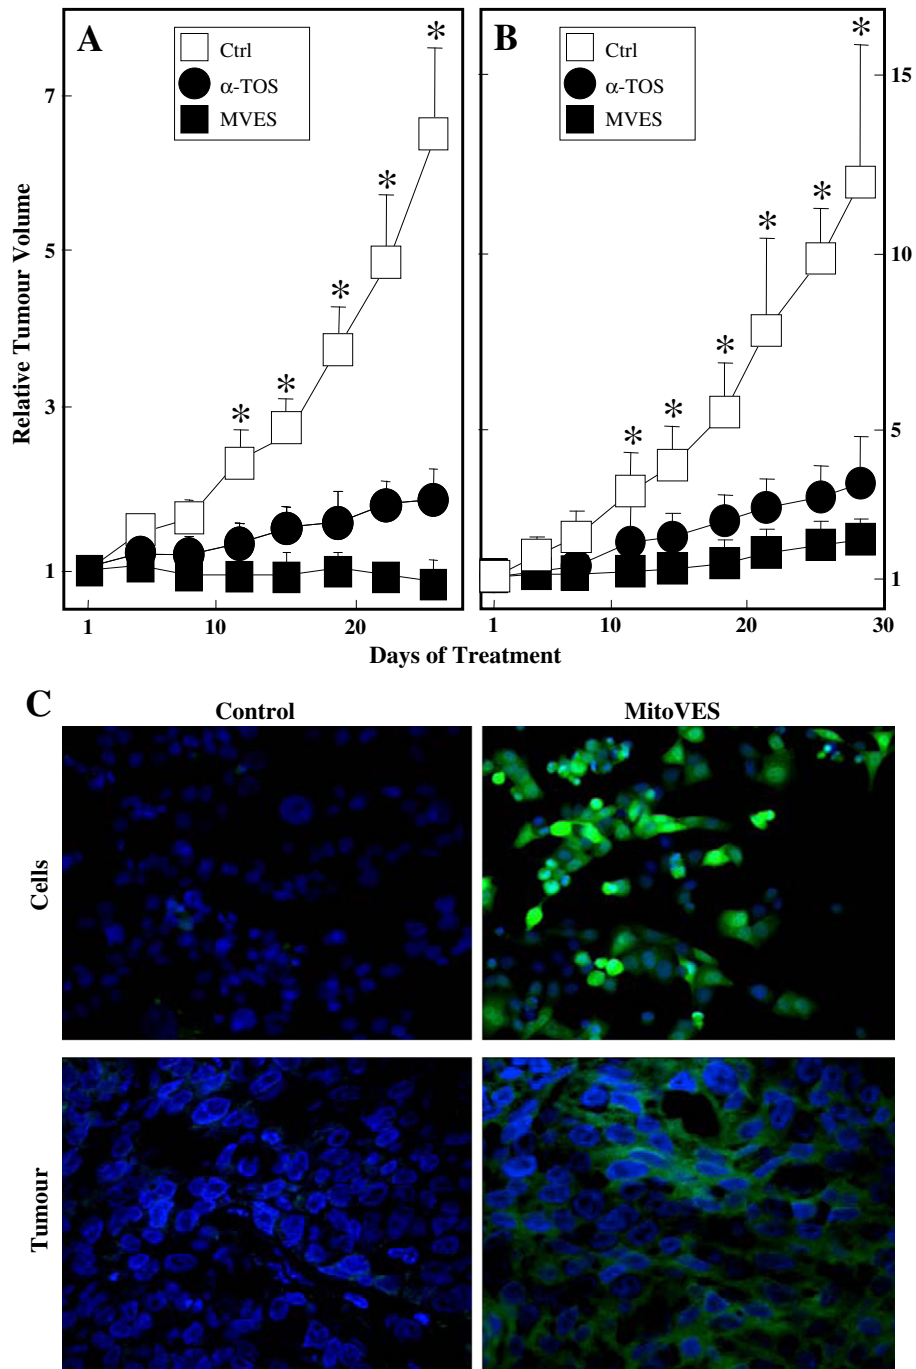 A
Ctrl
α-TOS
MVES
*
*
*
*
*
*
7
5
3
1
1
10
20
B
Ctrl
α-TOS
MVES
*
*
*
*
*
*
15
10
5
1
1
10
20
30
Relative Tumour Volume
Days of Treatment
C
Control
MitoVES
Cells
Tumour